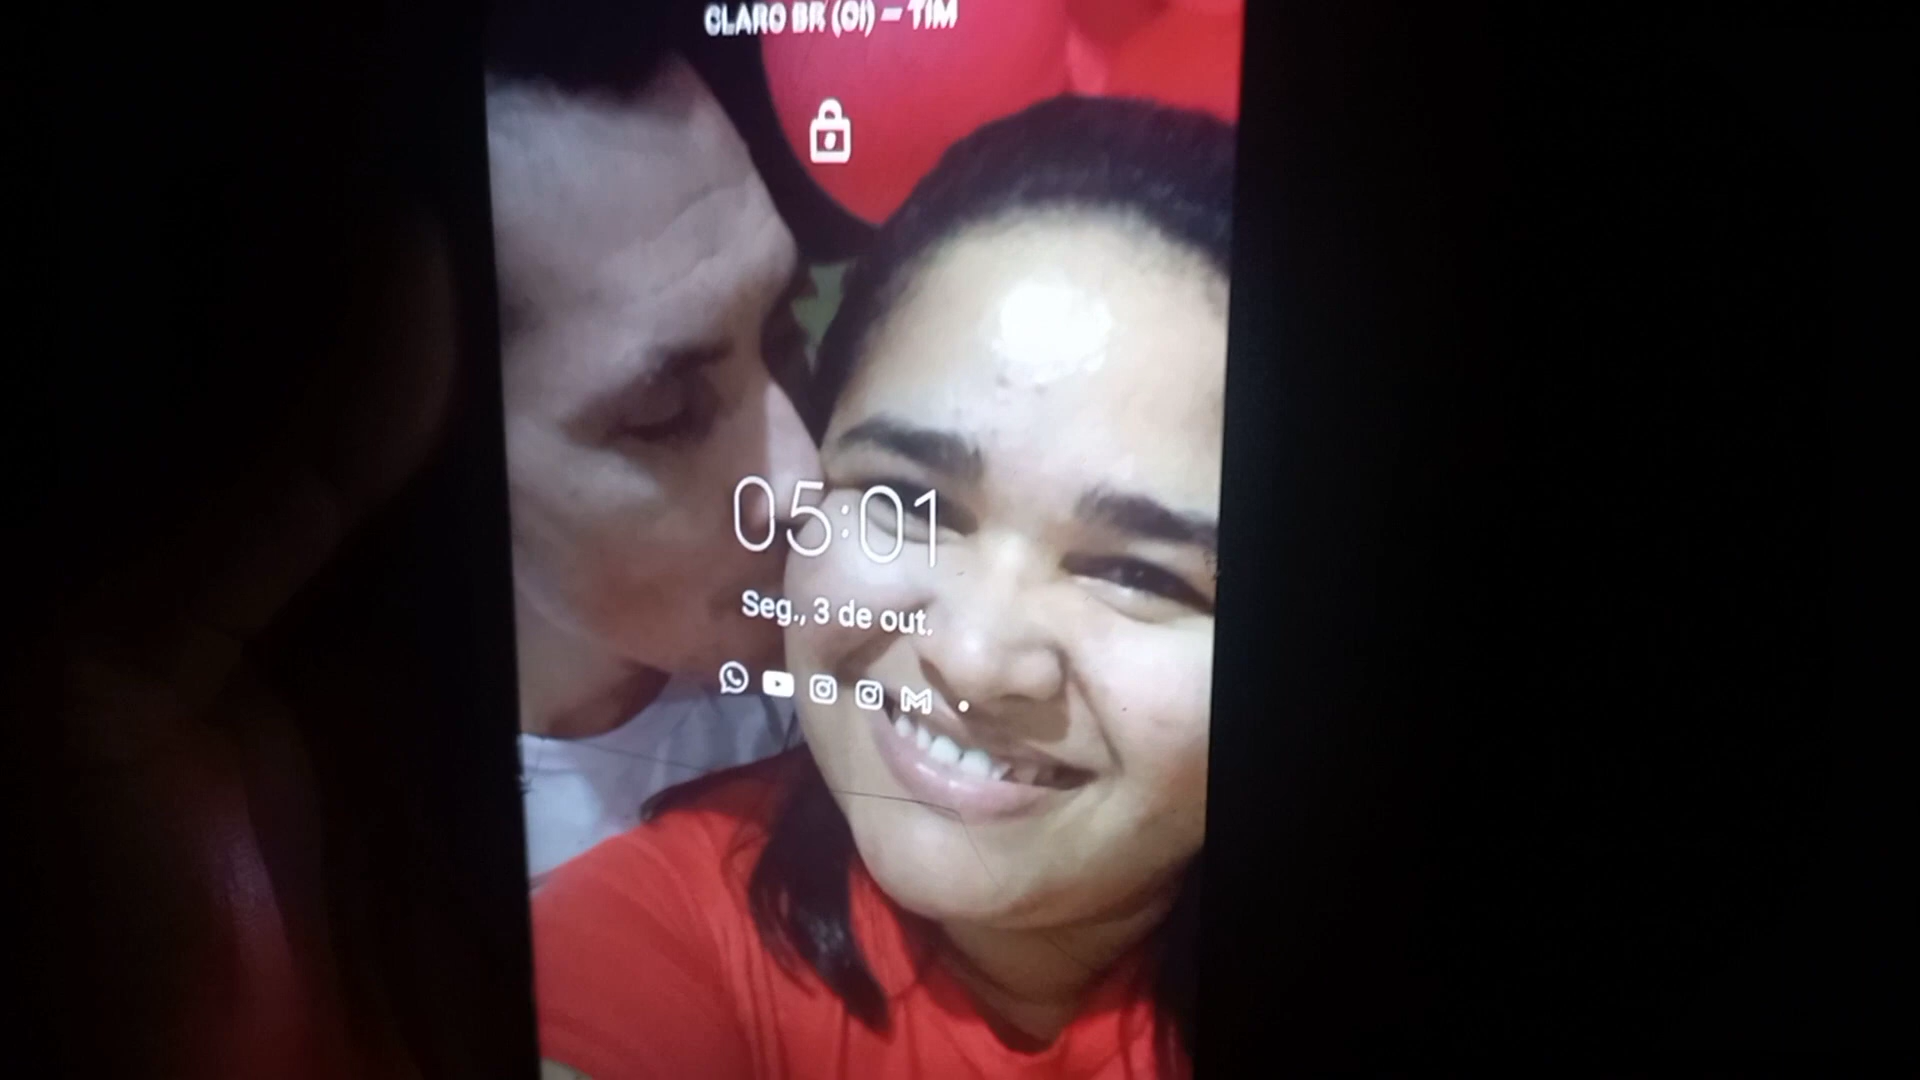 CLARO BR (OI) — TIM
05:01
Seg., 3 de out.